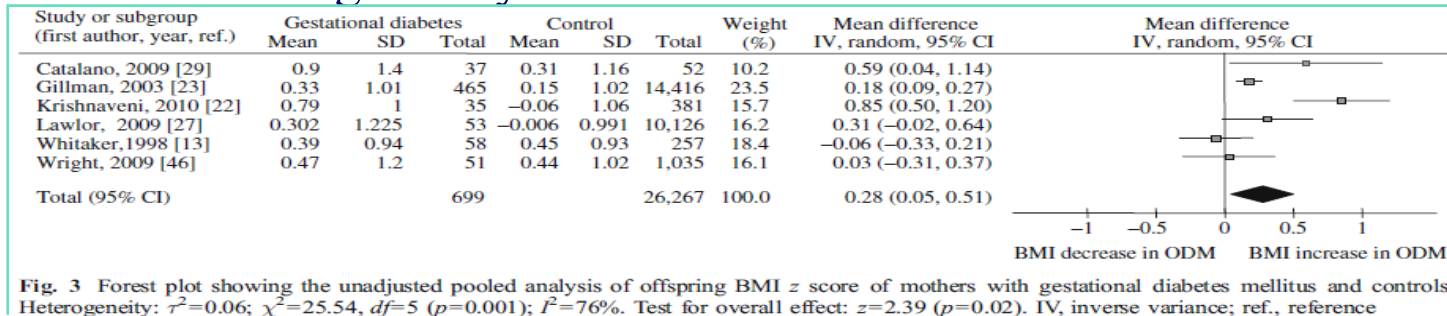 Study or subgroup Gestational diabetes Control Weight Mean difference Mean difference
(first author, year, ref.) Mean SD Total Mean SD Total (%) IV, random, 95% CI IV, random, 95% CI
Catalano, 2009 [29] 0.9 1.4 37 0.31 1.16 52 10.2 0.59 (0.04, 1.14)
Gillman, 2003 [23] 0.33 1.01 465 0.15 1.02 14,416 23.5 0.18 (0.09, 0.27)
Krishnaveni, 2010 [22] 0.79 1 35 −0.06 1.06 381 15.7 0.85 (0.50, 1.20)
Lawlor, 2009 [27] 0.302 1.225 53 −0.006 0.991 10,126 16.2 0.31 (−0.02, 0.64)
Whitaker,1998 [13] 0.39 0.94 58 0.45 0.93 257 18.4 −0.06 (−0.33, 0.21)
Wright, 2009 [46] 0.47 1.2 51 0.44 1.02 1,035 16.1 0.03 (−0.31, 0.37)
Total (95% CI) 699 26,267 100.0 0.28 (0.05, 0.51)
−1 −0.5 0 0.5 1
BMI decrease in ODM BMI increase in ODM
Fig. 3 Forest plot showing the unadjusted pooled analysis of offspring BMI z score of mothers with gestational diabetes mellitus and controls
Heterogeneity: τ²=0.06; χ²=25.54, df=5 (p=0.001); I²=76%. Test for overall effect: z=2.39 (p=0.02). IV, inverse variance; ref., reference